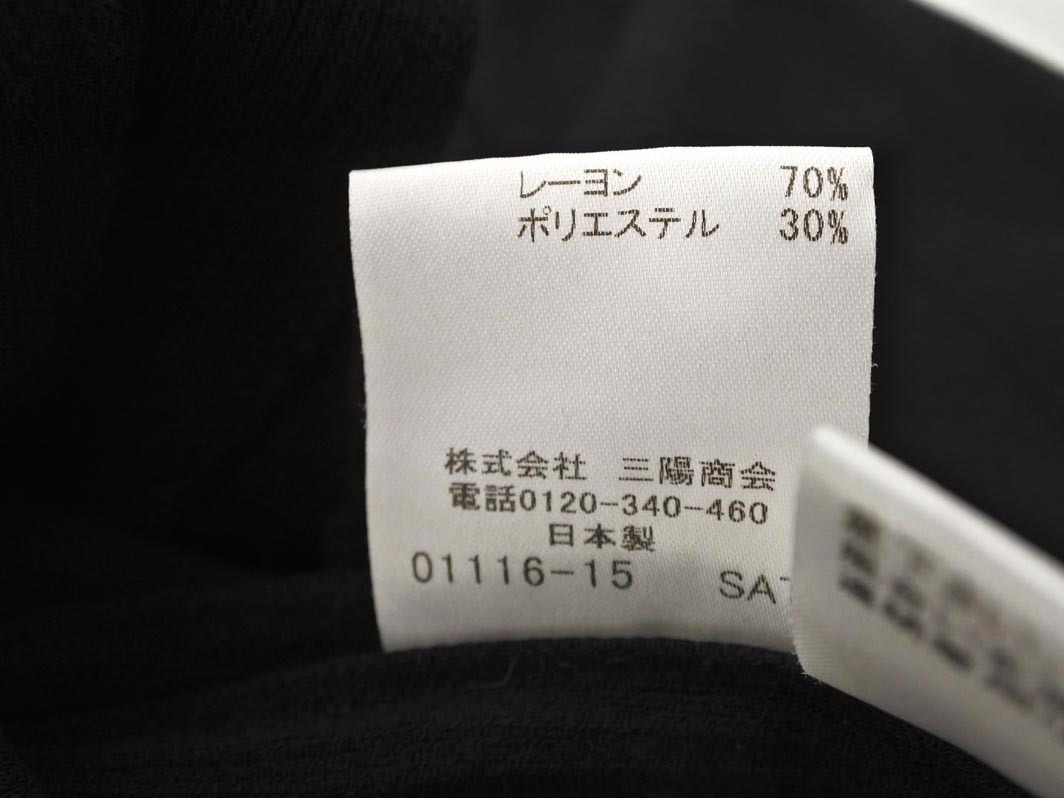 レーヨン 70%
ポリエステル 30%
株式会社 三陽商会
電話0120-340-460
日本製
01116-15